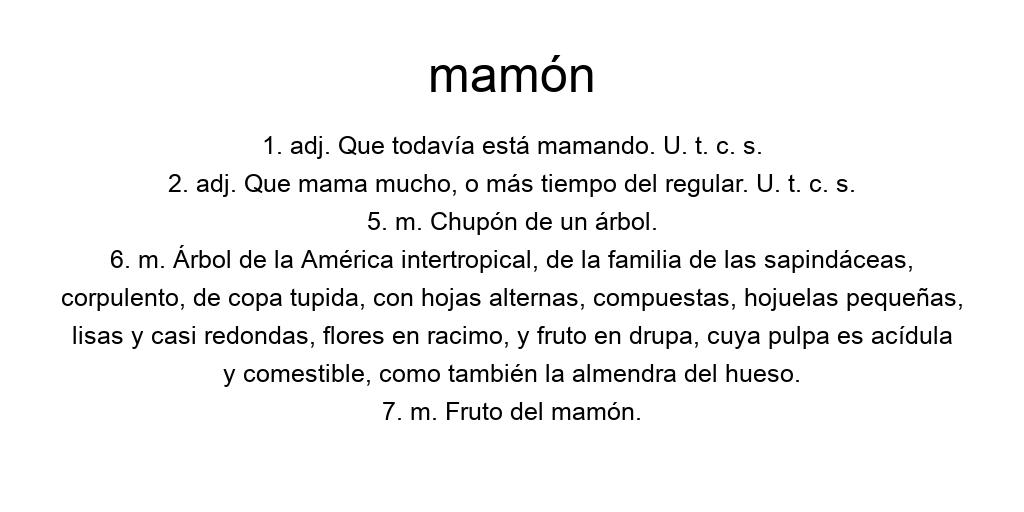 mamón
1. adj. Que todavía está mamando. U. t. c. s.
2. adj. Que mama mucho, o más tiempo del regular. U. t. c. s.
5. m. Chupón de un árbol.
6. m. Árbol de la América intertropical, de la familia de las sapindáceas,
corpulento, de copa tupida, con hojas alternas, compuestas, hojuelas pequeñas,
lisas y casi redondas, flores en racimo, y fruto en drupa, cuya pulpa es acídula
y comestible, como también la almendra del hueso.
7. m. Fruto del mamón.